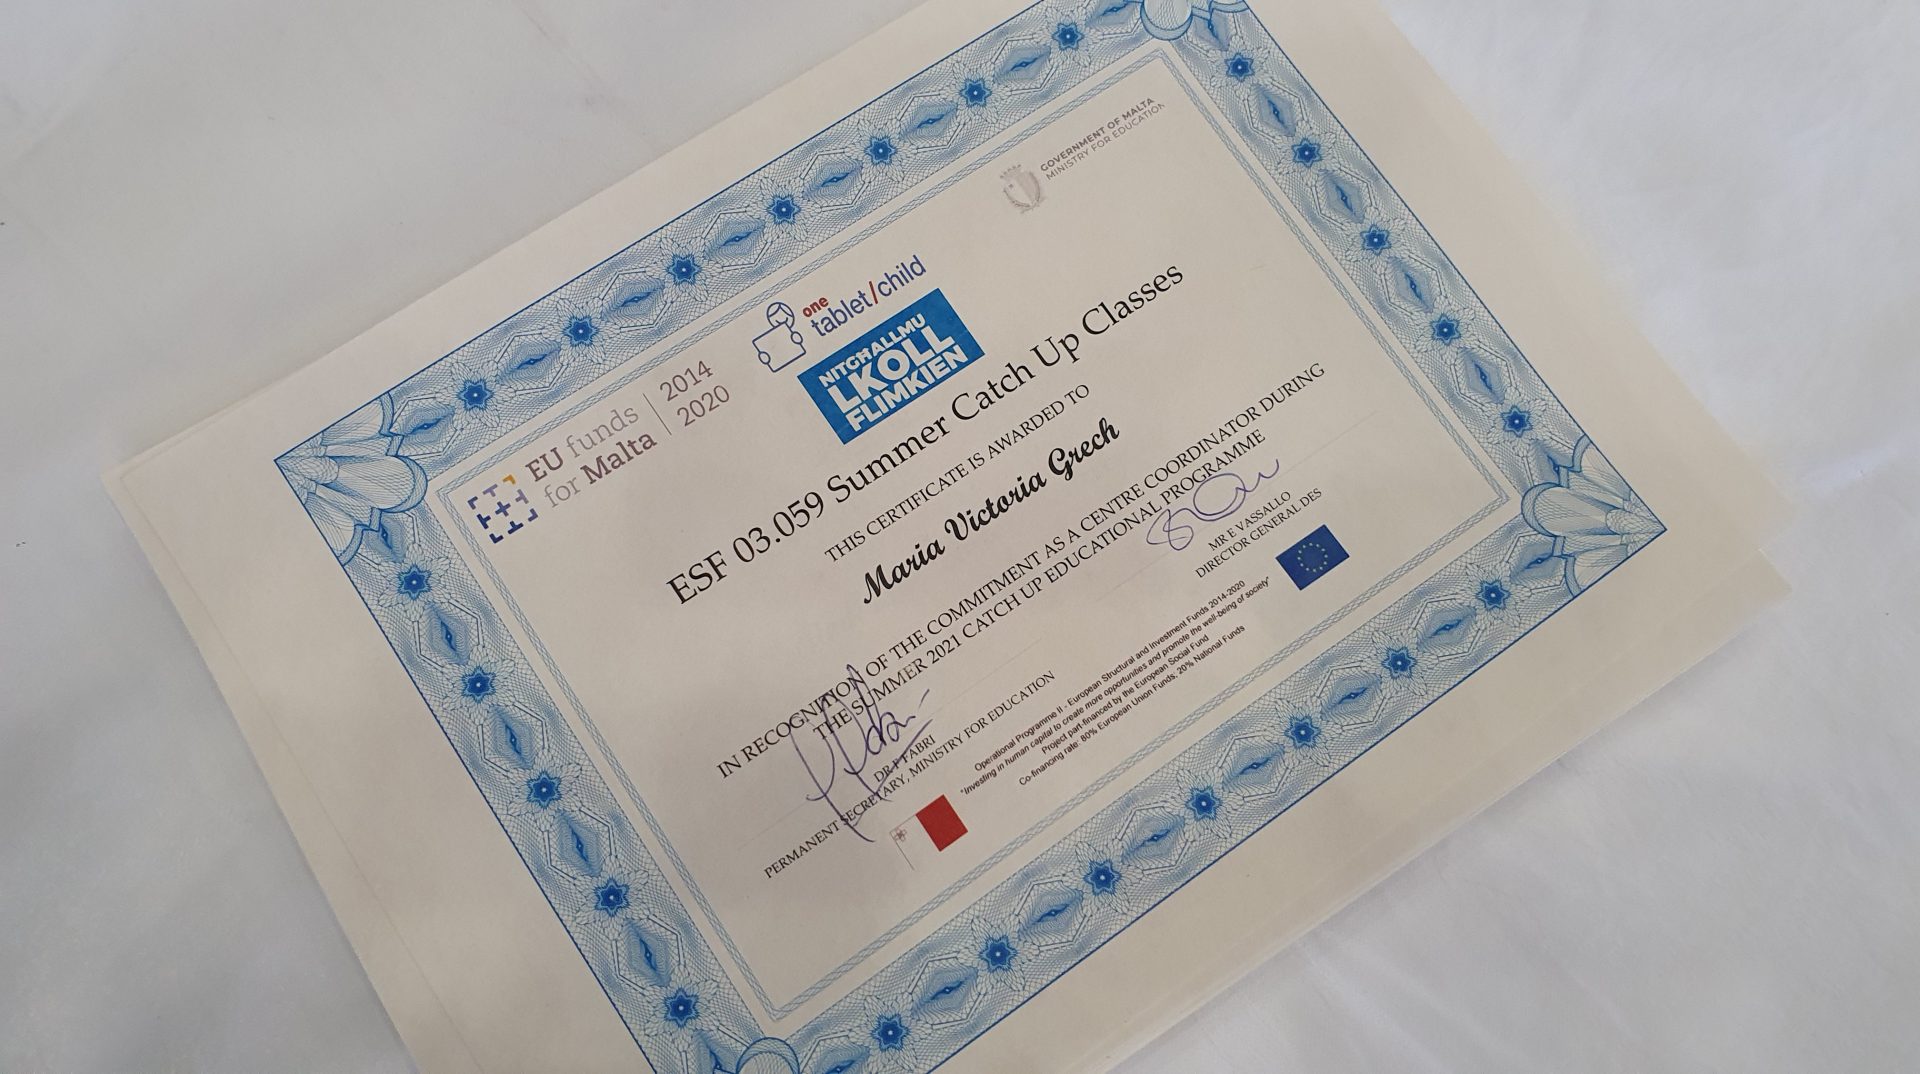 GOVERNMENT OF MALTA
MINISTRY FOR EDUCATION
EU funds
for Malta
2014
2020
one
tablet/child
NITGĦALLMU
LKOLL
FLIMKIEN
ESF 03.059 Summer Catch Up Classes
THIS CERTIFICATE IS AWARDED TO
Maria Victoria Grech
IN RECOGNITION OF THE COMMITMENT AS A CENTRE COORDINATOR DURING
THE SUMMER 2021 CATCH UP EDUCATIONAL PROGRAMME
DR F FABRI
PERMANENT SECRETARY, MINISTRY FOR EDUCATION
MR E VASSALLO
DIRECTOR GENERAL DES
Operational Programme II - European Structural and Investment Funds 2014-2020
"Investing in human capital to create more opportunities and promote the well-being of society"
Project part-financed by the European Social Fund
Co-financing rate: 80% European Union Funds; 20% National Funds